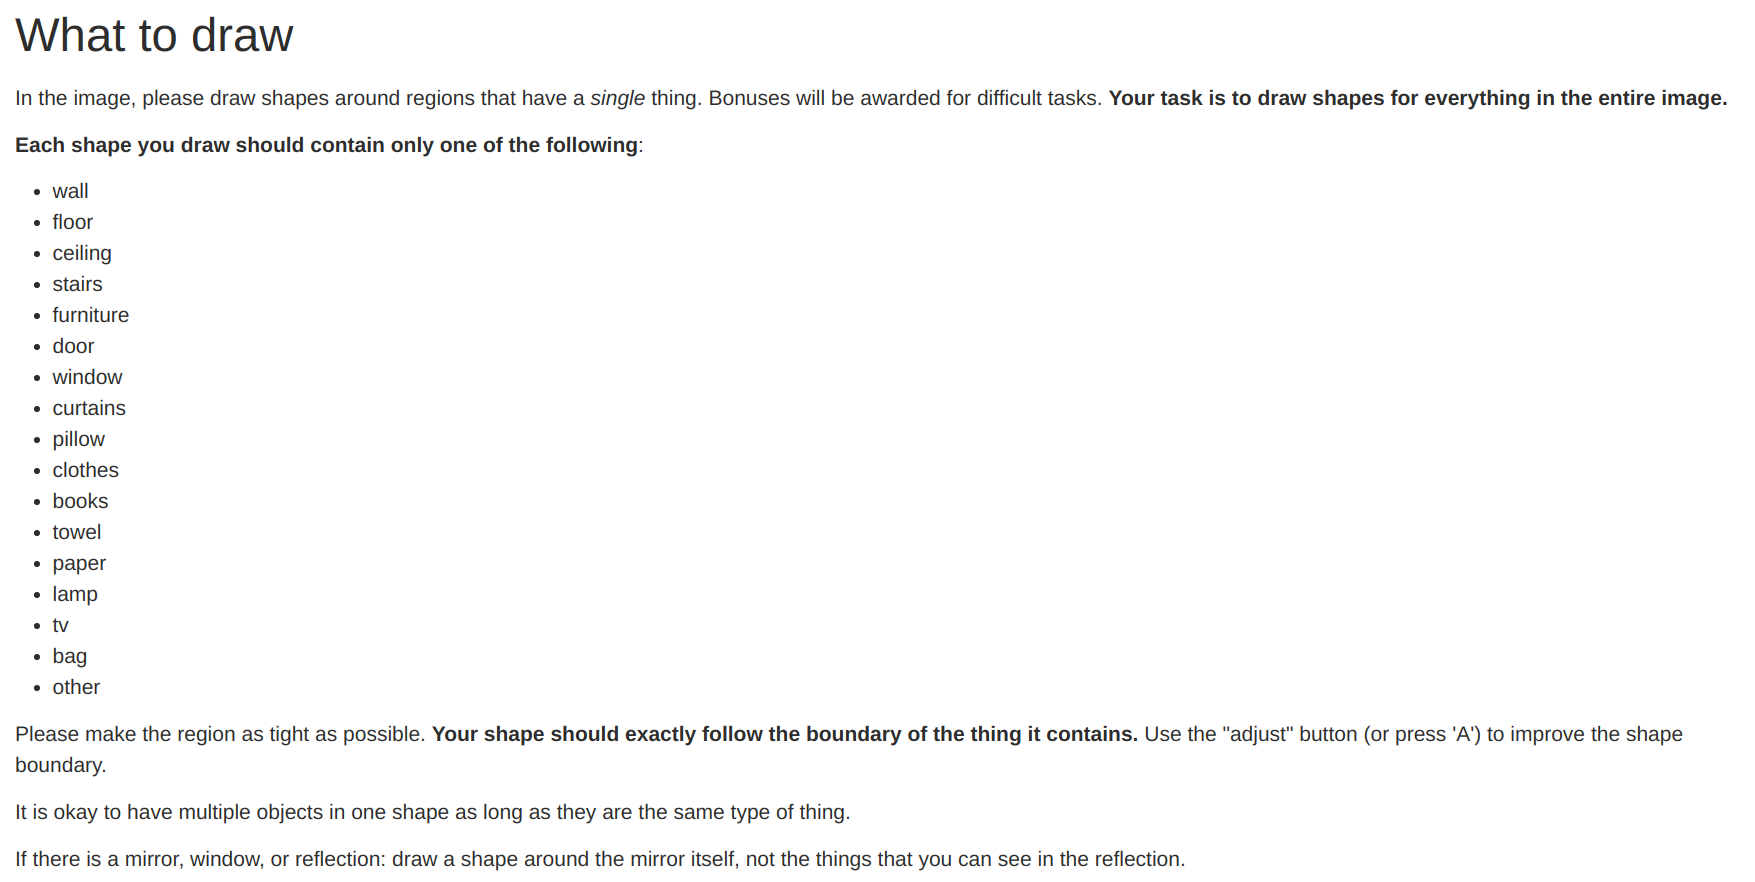 What to draw
In the image, please draw shapes around regions that have a single thing. Bonuses will be awarded for difficult tasks. Your task is to draw shapes for everything in the entire image.
Each shape you draw should contain only one of the following:
• wall
• floor
• ceiling
• stairs
• furniture
• door
• window
• curtains
• pillow
• clothes
• books
• towel
• paper
• lamp
• tv
• bag
• other
Please make the region as tight as possible. Your shape should exactly follow the boundary of the thing it contains. Use the "adjust" button (or press 'A') to improve the shape
boundary.
It is okay to have multiple objects in one shape as long as they are the same type of thing.
If there is a mirror, window, or reflection: draw a shape around the mirror itself, not the things that you can see in the reflection.